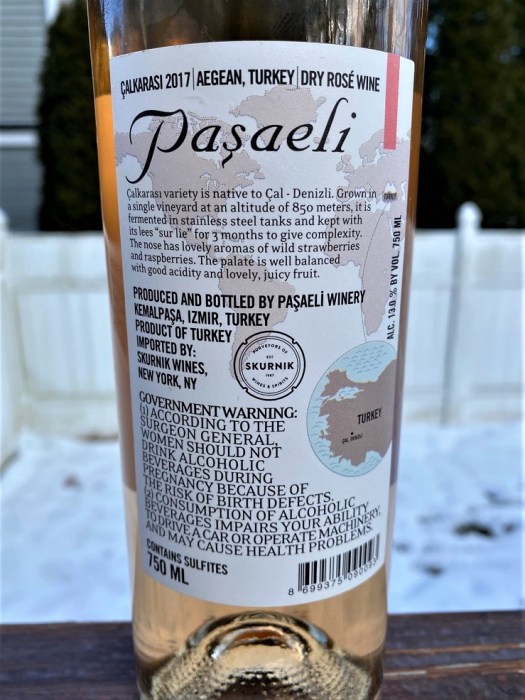 ÇALKARASI 2017 | AEGEAN, TURKEY | DRY ROSÉ WINE
Paşaeli
Çalkarası variety is native to Çal - Denizli. Grown in
a single vineyard at an altitude of 850 meters, it is
fermented in stainless steel tanks and kept with
its lees "sur lie" for 3 months to give complexity.
The nose has lovely aromas of wild strawberries
and raspberries. The palate is well balanced
with good acidity and lovely, juicy fruit.
PRODUCED AND BOTTLED BY PAŞAELİ WINERY
KEMALPAŞA, IZMIR, TURKEY
PRODUCT OF TURKEY
IMPORTED BY:
SKURNIK WINES,
NEW YORK, NY
PURVEYORS OF
EST
SKURNIK
1987
WINES & SPIRITS
ALC. 13.0 % BY VOL. 750 ML
TURKEY
ÇAL, DENİZLİ
GOVERNMENT WARNING:
(1) ACCORDING TO THE
SURGEON GENERAL,
WOMEN SHOULD NOT
DRINK ALCOHOLIC
BEVERAGES DURING
PREGNANCY BECAUSE OF
THE RISK OF BIRTH DEFECTS.
(2) CONSUMPTION OF ALCOHOLIC
BEVERAGES IMPAIRS YOUR ABILITY
TO DRIVE A CAR OR OPERATE MACHINERY,
AND MAY CAUSE HEALTH PROBLEMS.
CONTAINS SULFITES
750 ML